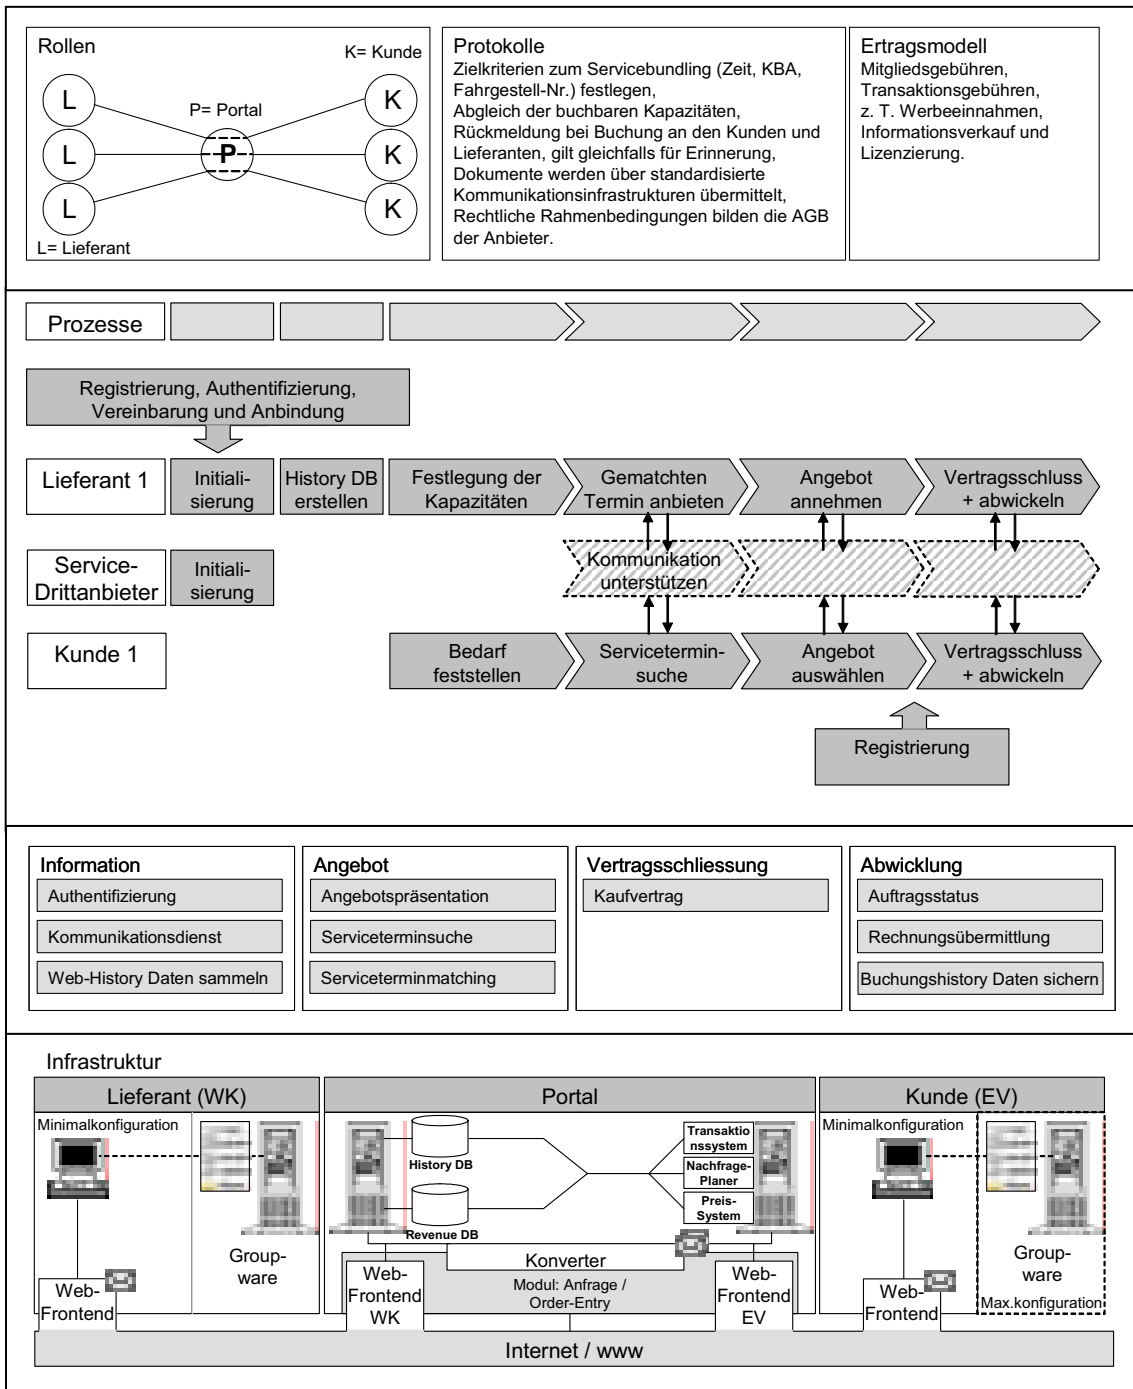 Rollen
K= Kunde
L
K
P= Portal
L
P
K
L
K
L= Lieferant
Protokolle
Zielkriterien zum Servicebundling (Zeit, KBA,
Fahrgestell-Nr.) festlegen,
Abgleich der buchbaren Kapazitäten,
Rückmeldung bei Buchung an den Kunden und
Lieferanten, gilt gleichfalls für Erinnerung,
Dokumente werden über standardisierte
Kommunikationsinfrastrukturen übermittelt,
Rechtliche Rahmenbedingungen bilden die AGB
der Anbieter.
Ertragsmodell
Mitgliedsgebühren,
Transaktionsgebühren,
z. T. Werbeeinnahmen,
Informationsverkauf und
Lizenzierung.
Prozesse
Registrierung, Authentifizierung,
Vereinbarung und Anbindung
Lieferant 1
Initiali-
sierung
History DB
erstellen
Festlegung der
Kapazitäten
Gematchten
Termin anbieten
Angebot
annehmen
Vertragsschluss
+ abwickeln
Service-
Drittanbieter
Initiali-
sierung
Kommunikation
unterstützen
Kunde 1
Bedarf
feststellen
Servicetermin-
suche
Angebot
auswählen
Vertragsschluss
+ abwickeln
Registrierung
Information
Authentifizierung
Kommunikationsdienst
Web-History Daten sammeln
Angebot
Angebotspräsentation
Serviceterminsuche
Serviceterminmatching
Vertragsschliessung
Kaufvertrag
Abwicklung
Auftragsstatus
Rechnungsübermittlung
Buchungshistory Daten sichern
Infrastruktur
Lieferant (WK)
Minimalkonfiguration
Group-
ware
Web-
Frontend
Portal
History DB
Revenue DB
Transaktio
nssystem
Nachfrage-
Planer
Preis-
System
Konverter
Modul: Anfrage /
Order-Entry
Web-
Frontend
WK
Web-
Frontend
EV
Kunde (EV)
Minimalkonfiguration
Group-
ware
Max.konfiguration
Web-
Frontend
Internet / www